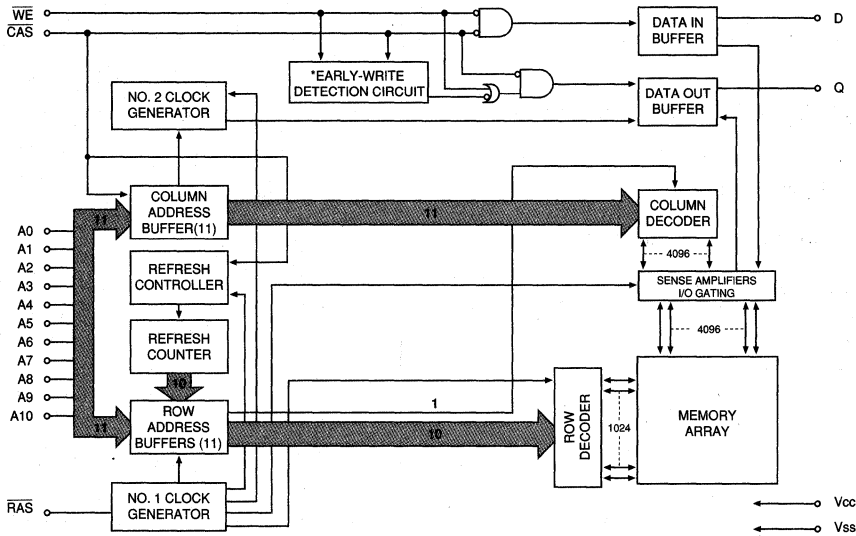 WE
CAS
*EARLY-WRITE
DETECTION CIRCUIT
DATA IN
BUFFER
D
DATA OUT
BUFFER
Q
NO. 2 CLOCK
GENERATOR
COLUMN
ADDRESS
BUFFER(11)
11
11
COLUMN
DECODER
4096
SENSE AMPLIFIERS
I/O GATING
4096
A0
A1
A2
A3
A4
A5
A6
A7
A8
A9
A10
REFRESH
CONTROLLER
REFRESH
COUNTER
10
ROW
ADDRESS
BUFFERS (11)
11
1
10
ROW
DECODER
1024
MEMORY
ARRAY
RAS
NO. 1 CLOCK
GENERATOR
Vcc
Vss